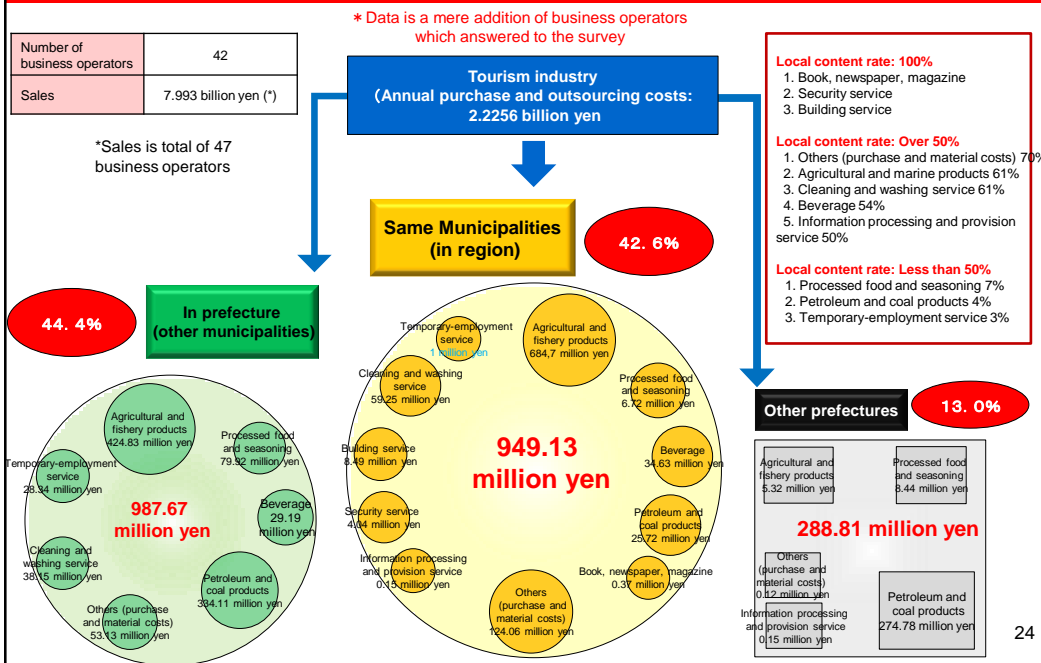 * Data is a mere addition of business operators
which answered to the survey
Number of
business operators
42
Sales
7.993 billion yen (*)
*Sales is total of 47
business operators
Tourism industry
(Annual purchase and outsourcing costs:
2.2256 billion yen
Local content rate: 100%
1. Book, newspaper, magazine
2. Security service
3. Building service
Local content rate: Over 50%
1. Others (purchase and material costs) 70%
2. Agricultural and marine products 61%
3. Cleaning and washing service 61%
4. Beverage 54%
5. Information processing and provision
service 50%
Local content rate: Less than 50%
1. Processed food and seasoning 7%
2. Petroleum and coal products 4%
3. Temporary-employment service 3%
44. 4%
In prefecture
(other municipalities)
Same Municipalities
(in region)
42. 6%
Other prefectures
13. 0%
Agricultural and
fishery products
424.83 million yen
Processed food
and seasoning
79.92 million yen
Temporary-employment
service
28.34 million yen
987.67
million yen
Beverage
29.19
million yen
Cleaning and
washing service
38.15 million yen
Petroleum and
coal products
334.11 million yen
Others (purchase
and material costs)
53.13 million yen
Temporary-employment
service
1 million yen
Agricultural and
fishery products
684,7 million yen
Cleaning and washing
service
59.25 million yen
Processed food
and seasoning
6.72 million yen
Building service
8.49 million yen
949.13
million yen
Beverage
34.63 million yen
Security service
4.04 million yen
Petroleum and
coal products
25.72 million yen
Information processing
and provision service
0.15 million yen
Book, newspaper, magazine
0.37 million yen
Others
(purchase and
material costs)
124.06 million yen
Agricultural and
fishery products
5.32 million yen
Processed food
and seasoning
8.44 million yen
288.81 million yen
Others
(purchase and
material costs)
0.12 million yen
Information processing
and provision service
0.15 million yen
Petroleum and
coal products
274.78 million yen
24